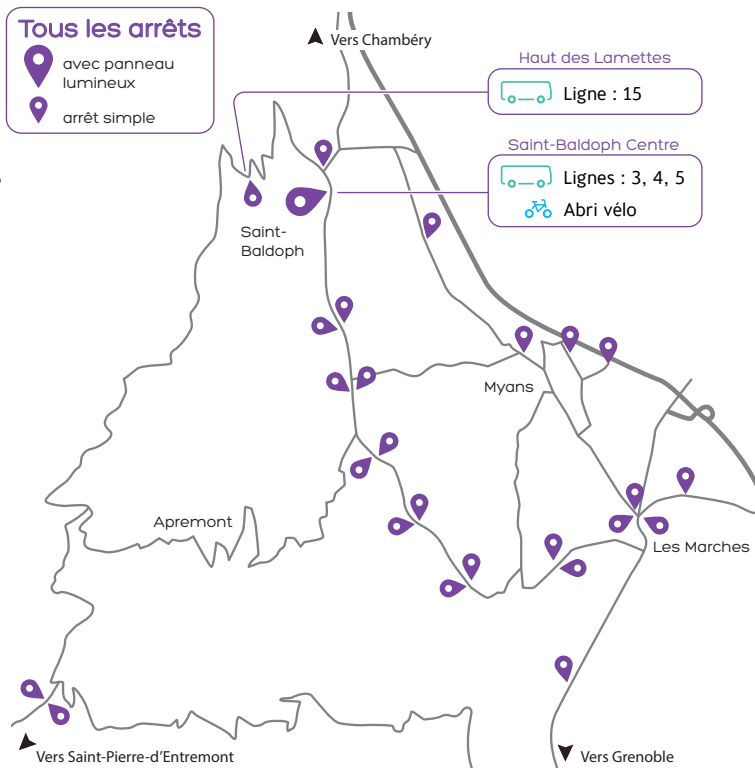 Tous les arrêts
avec panneau
lumineux
arrêt simple
Vers Chambéry
Haut des Lamettes
Ligne : 15
Saint-Baldoph Centre
Lignes : 3, 4, 5
Abri vélo
Saint-
Baldoph
Myans
Apremont
Les Marches
Vers Saint-Pierre-d’Entremont
Vers Grenoble